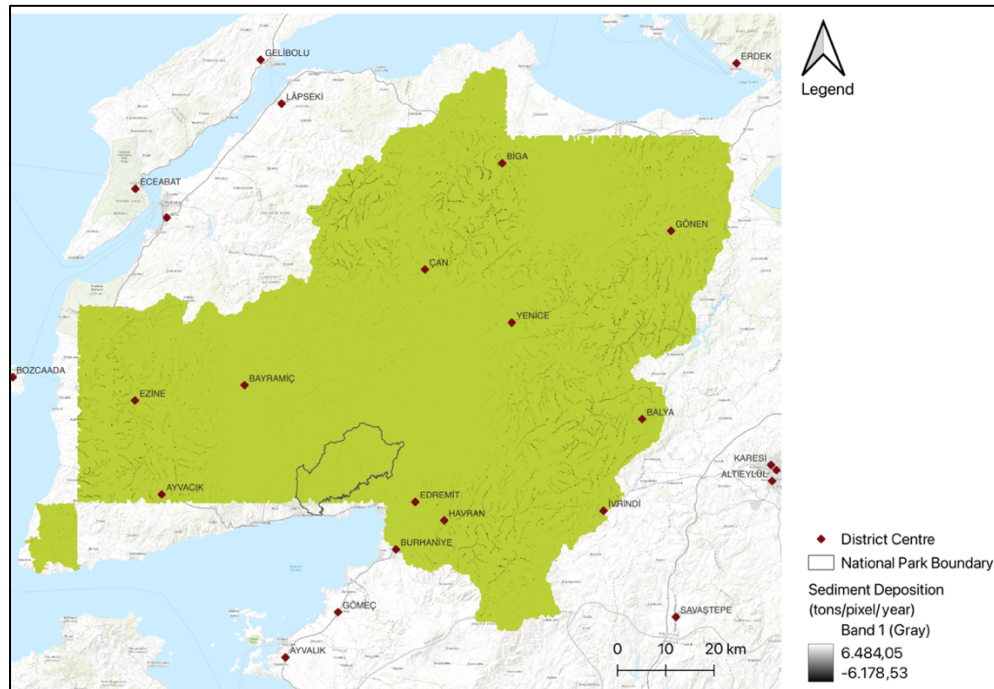 GELİBOLU
ERDEK
LÂPSEKİ
Legend
BİGA
ECEABAT
GÖNEN
ÇAN
YENİCE
BOZCAADA
BAYRAMİÇ
EZİNE
BALYA
KARESİ
ALTIEYLÜL
AYVACIK
EDREMİT
HAVRAN
İVRİNDİ
BURHANİYE
GÖMEÇ
SAVAŞTEPE
AYVALIK
0 10 20 km
District Centre
National Park Boundary
Sediment Deposition
(tons/pixel/year)
Band 1 (Gray)
6.484,05
-6.178,53